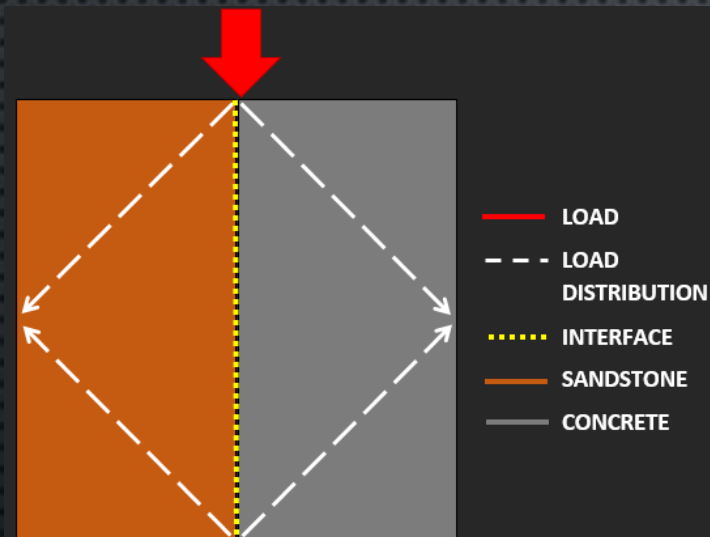 LOAD
LOAD
DISTRIBUTION
INTERFACE
SANDSTONE
CONCRETE